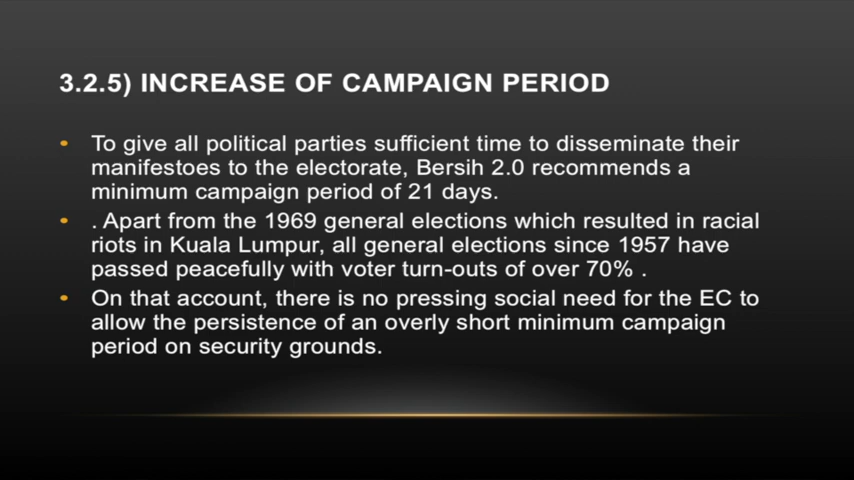 3.2.5) INCREASE OF CAMPAIGN PERIOD
• To give all political parties sufficient time to disseminate their
manifestoes to the electorate, Bersih 2.0 recommends a
minimum campaign period of 21 days.
• . Apart from the 1969 general elections which resulted in racial
riots in Kuala Lumpur, all general elections since 1957 have
passed peacefully with voter turn-outs of over 70% .
• On that account, there is no pressing social need for the EC to
allow the persistence of an overly short minimum campaign
period on security grounds.